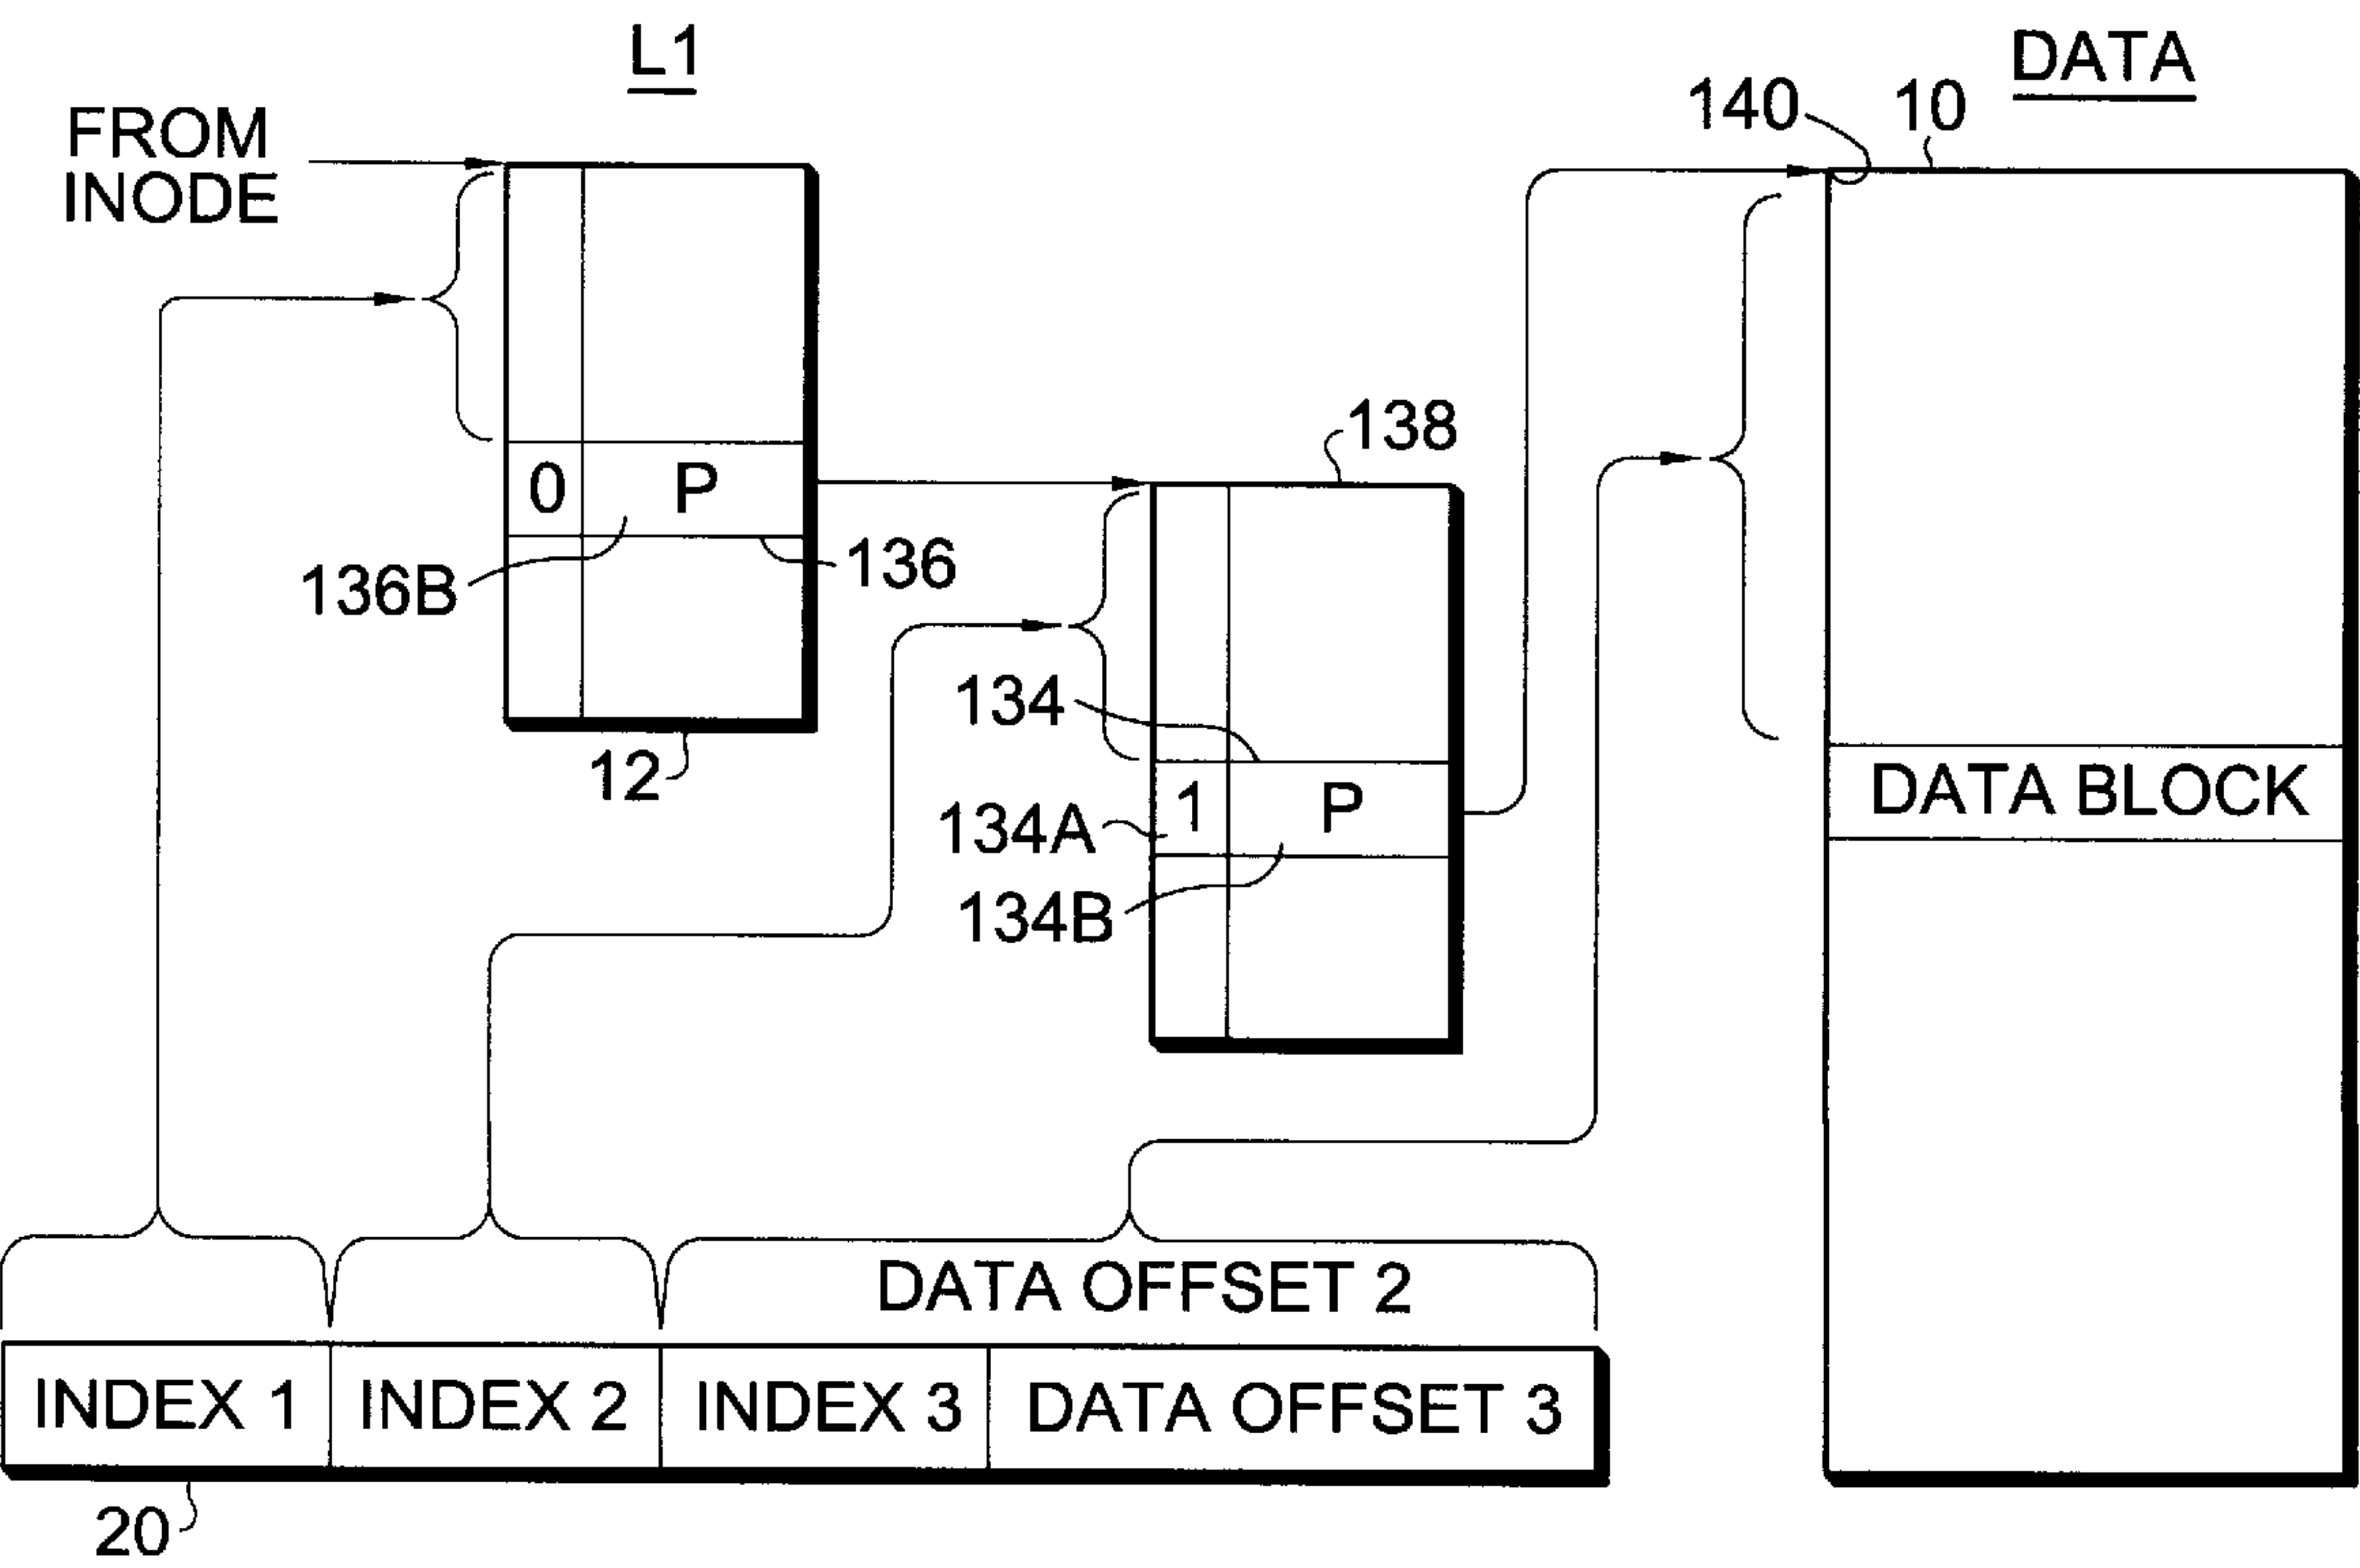 L1
DATA
FROM
INODE
140
10
138
0 P
136B
136
134
12
1 P
134A
134B
DATA BLOCK
DATA OFFSET 2
INDEX 1 INDEX 2 INDEX 3 DATA OFFSET 3
20